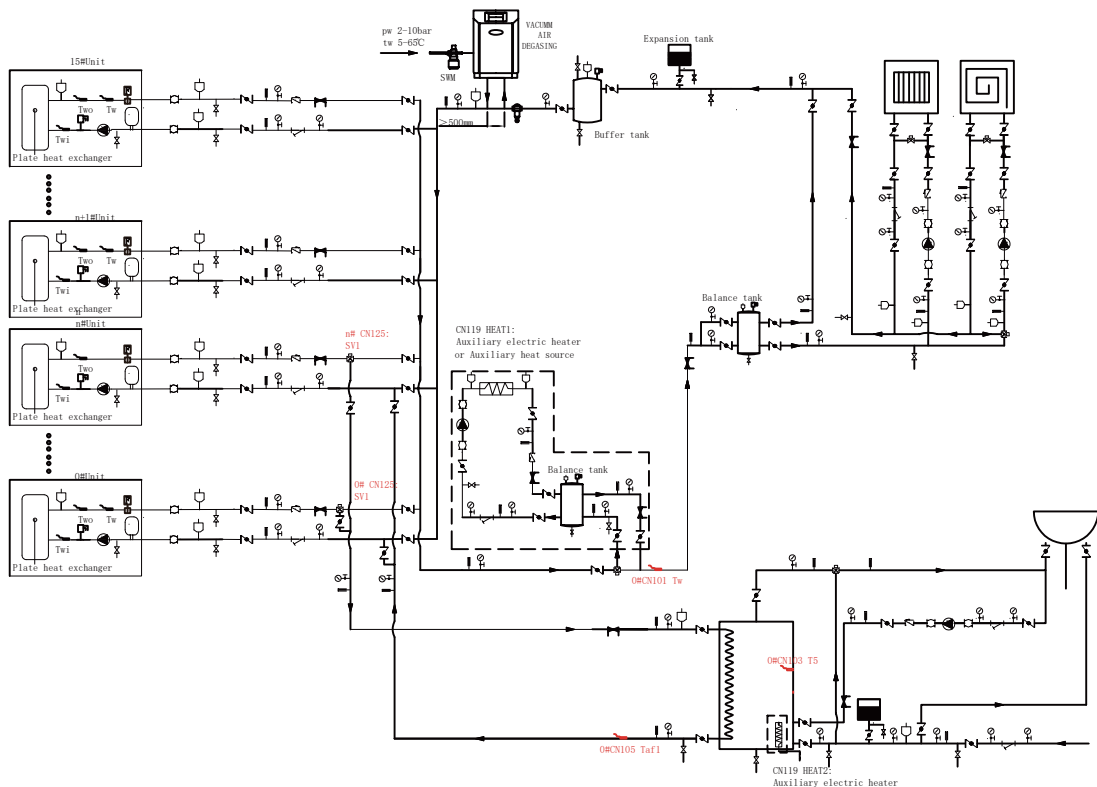 pw 2-10bar
tw 5-65℃
SWM
VACUMM
AIR
DEGASING
Expansion tank
Buffer tank
>500mm
15#Unit
Two
Tw
Twi
Plate heat exchanger
n+1#Unit
Two
Tw
Twi
Plate heat exchanger
n
n#Unit
Two
Tw
Twi
Plate heat exchanger
n# CN125:
SV1
CN119 HEAT1:
Auxiliary electric heater
or Auxiliary heat source
Balance tank
Balance tank
0#Unit
Two
Tw
Twi
Plate heat exchanger
0# CN125:
SV1
0#CN101 Tw
0#CN103 T5
0#CN105 Taf1
CN119 HEAT2:
Auxiliary electric heater